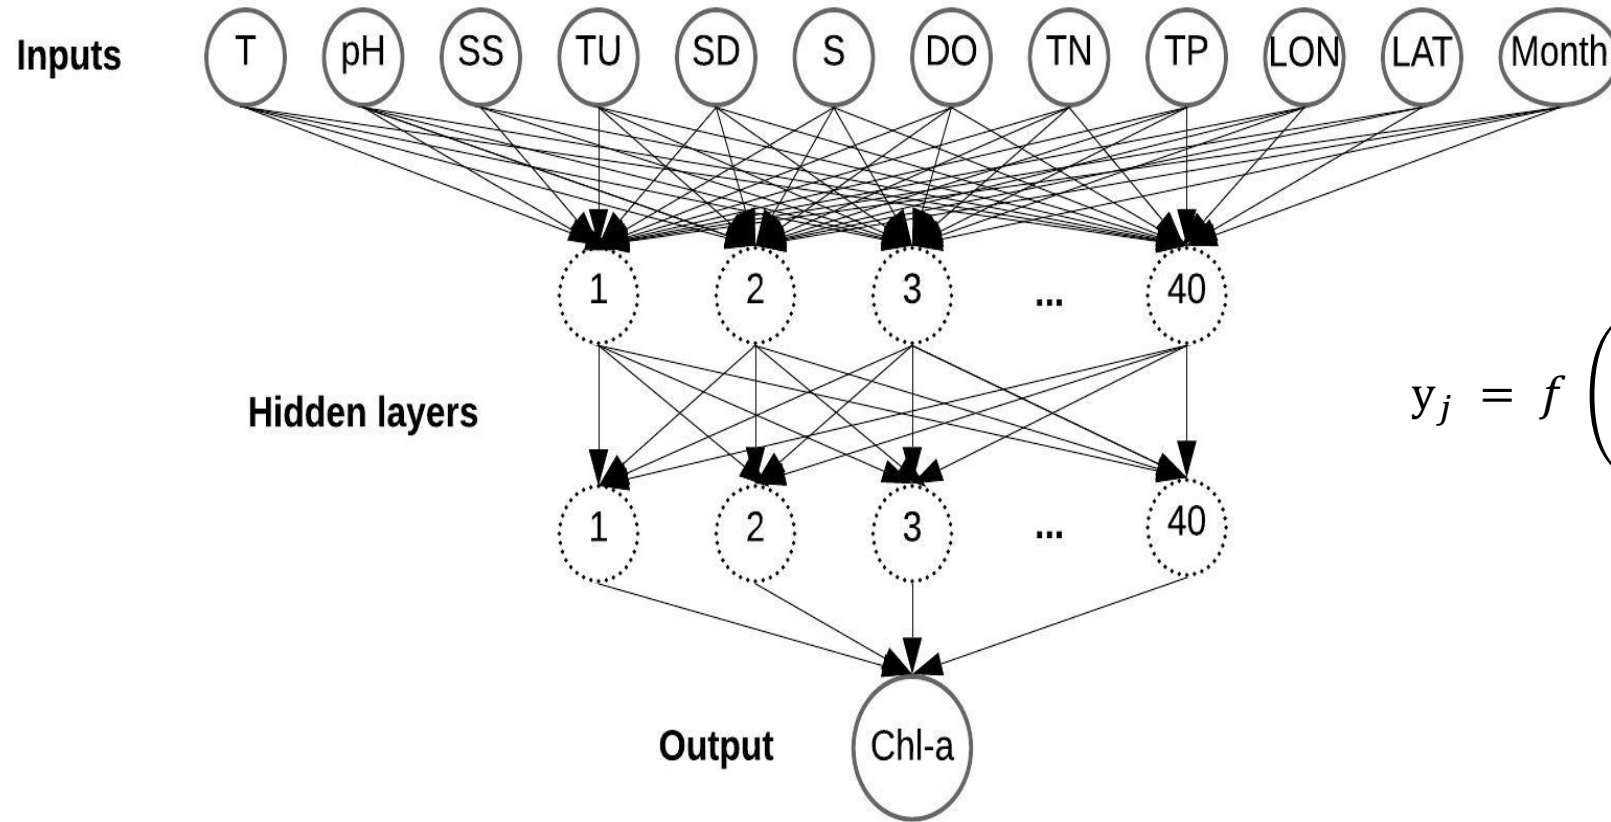 Inputs T pH SS TU SD S DO TN TP LON LAT Month
1 2 3 ... 40
Hidden layers
y_j = f (
1 2 3 ... 40
Output Chl-a